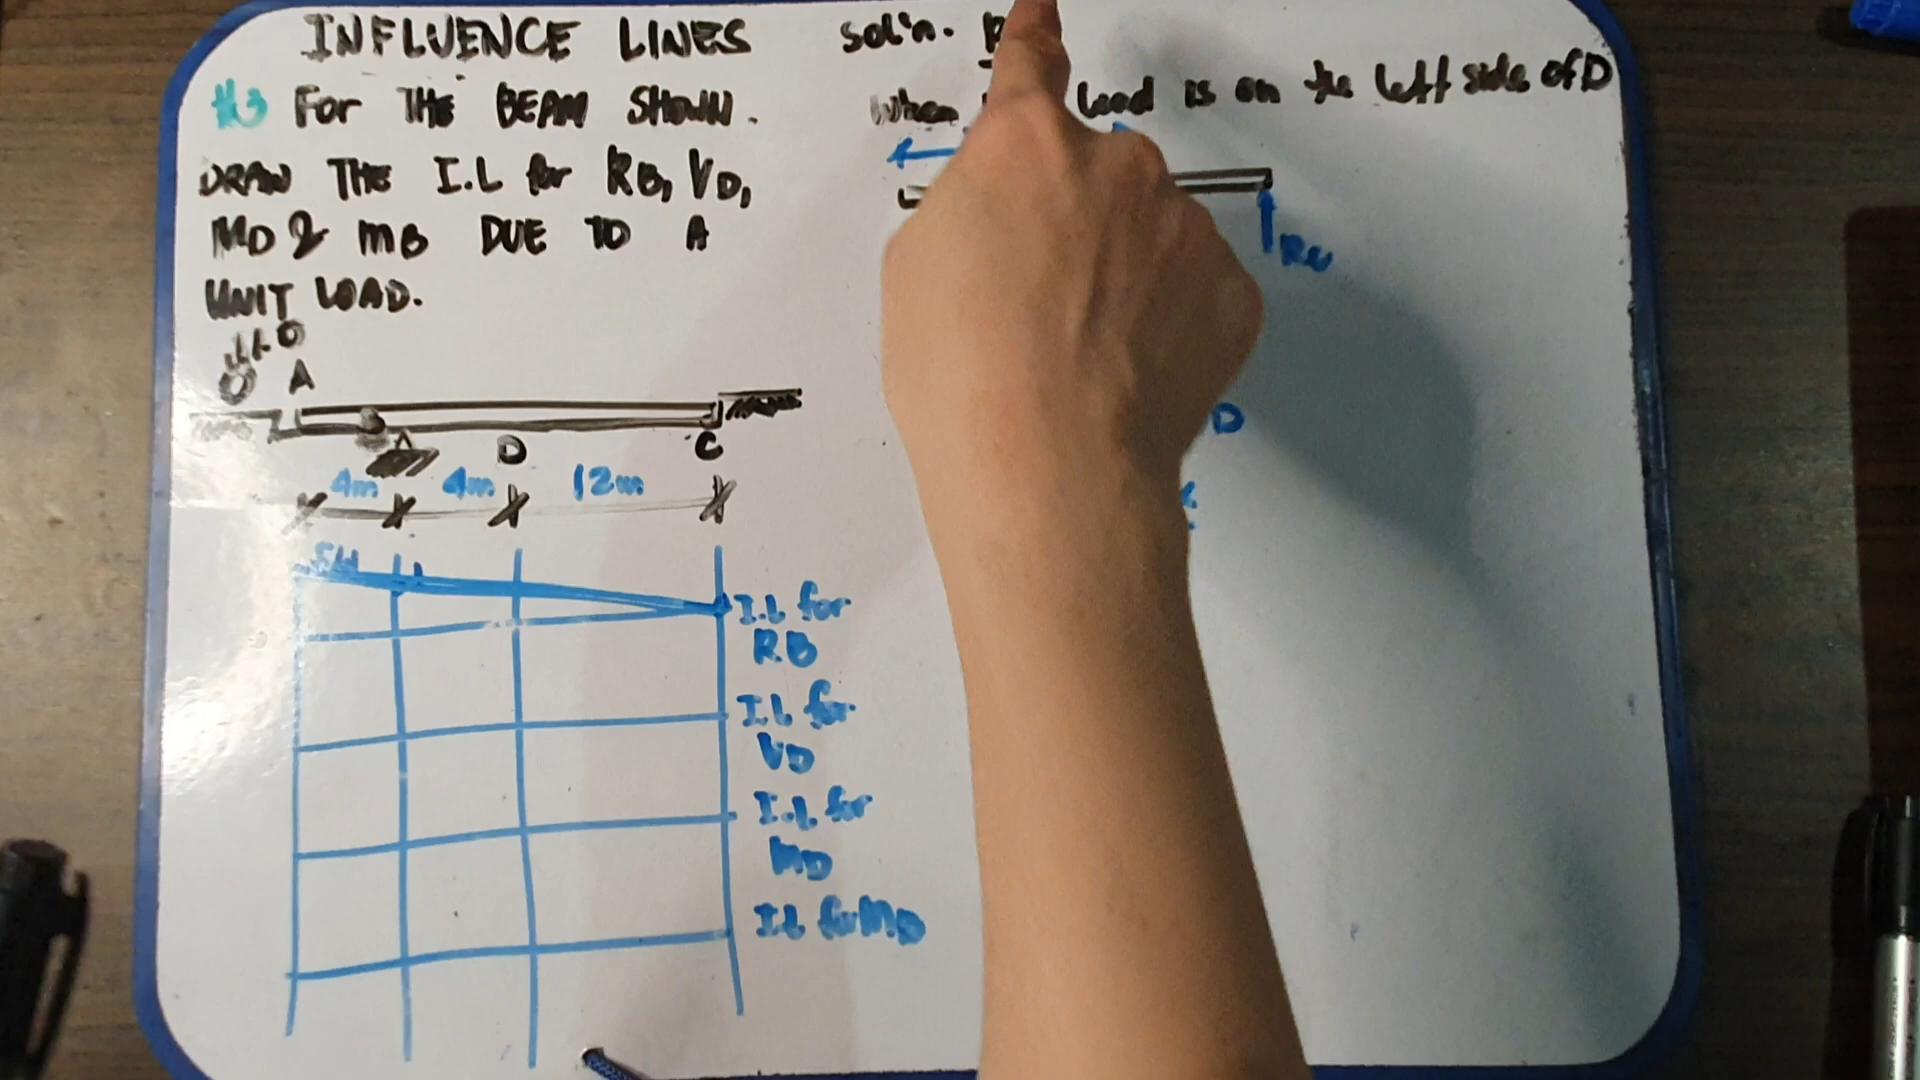 INFLUENCE LINES
#3 For THE BEAM SHOWN.
DRAW THE I.L for RB, VD,
MD & MB DUE TO A
UNIT LOAD.
A
D
C
4m
4m
12m
I.L for
RB
I.L for
VD
I.L for
MD
I.L for MB
Sol'n.
When load is on the left side of D
D